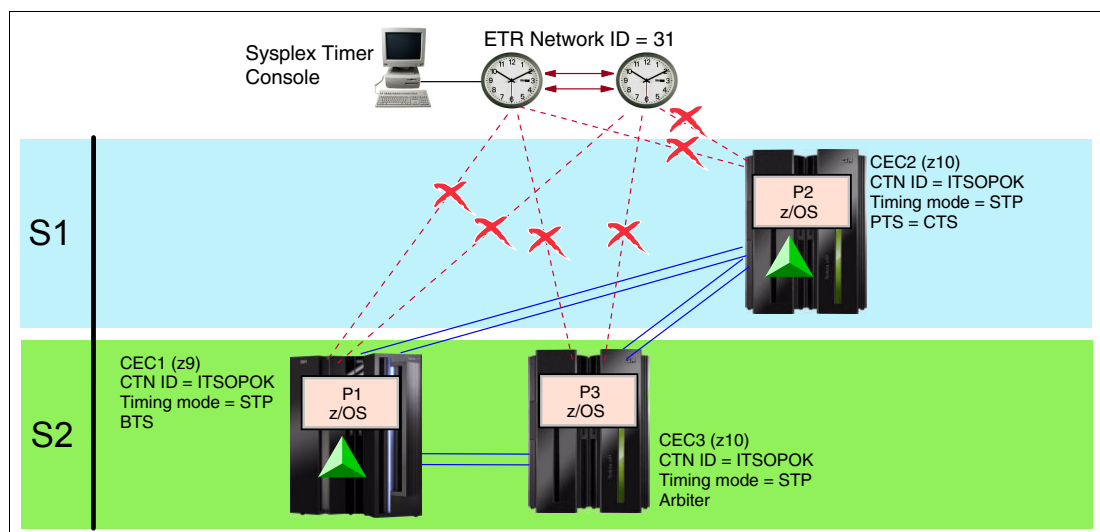 ETR Network ID = 31
Sysplex Timer
Console
S1
P2
z/OS
CEC2 (z10)
CTN ID = ITSOPOK
Timing mode = STP
PTS = CTS
S2
CEC1 (z9)
CTN ID = ITSOPOK
Timing mode = STP
BTS
P1
z/OS
P3
z/OS
CEC3 (z10)
CTN ID = ITSOPOK
Timing mode = STP
Arbiter